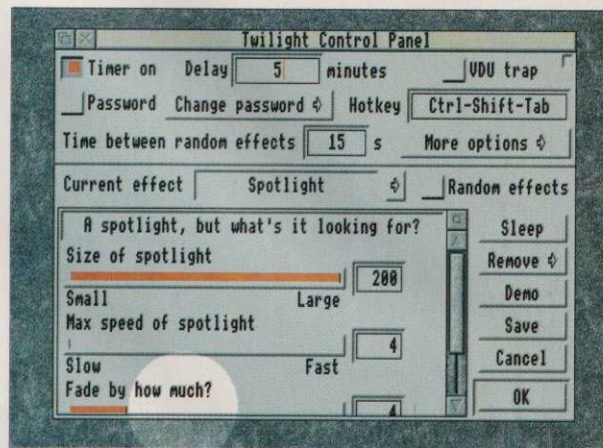 Twilight Control Panel
Timer on Delay 5 minutes VDU trap
Password Change password Hotkey Ctrl-Shift-Tab
Time between random effects 15 s More options
Current effect Spotlight Random effects
A spotlight, but what's it looking for?
Size of spotlight
200
Small Large
Max speed of spotlight
4
Slow Fast
Fade by how much?
4
Sleep
Remove
Demo
Save
Cancel
OK